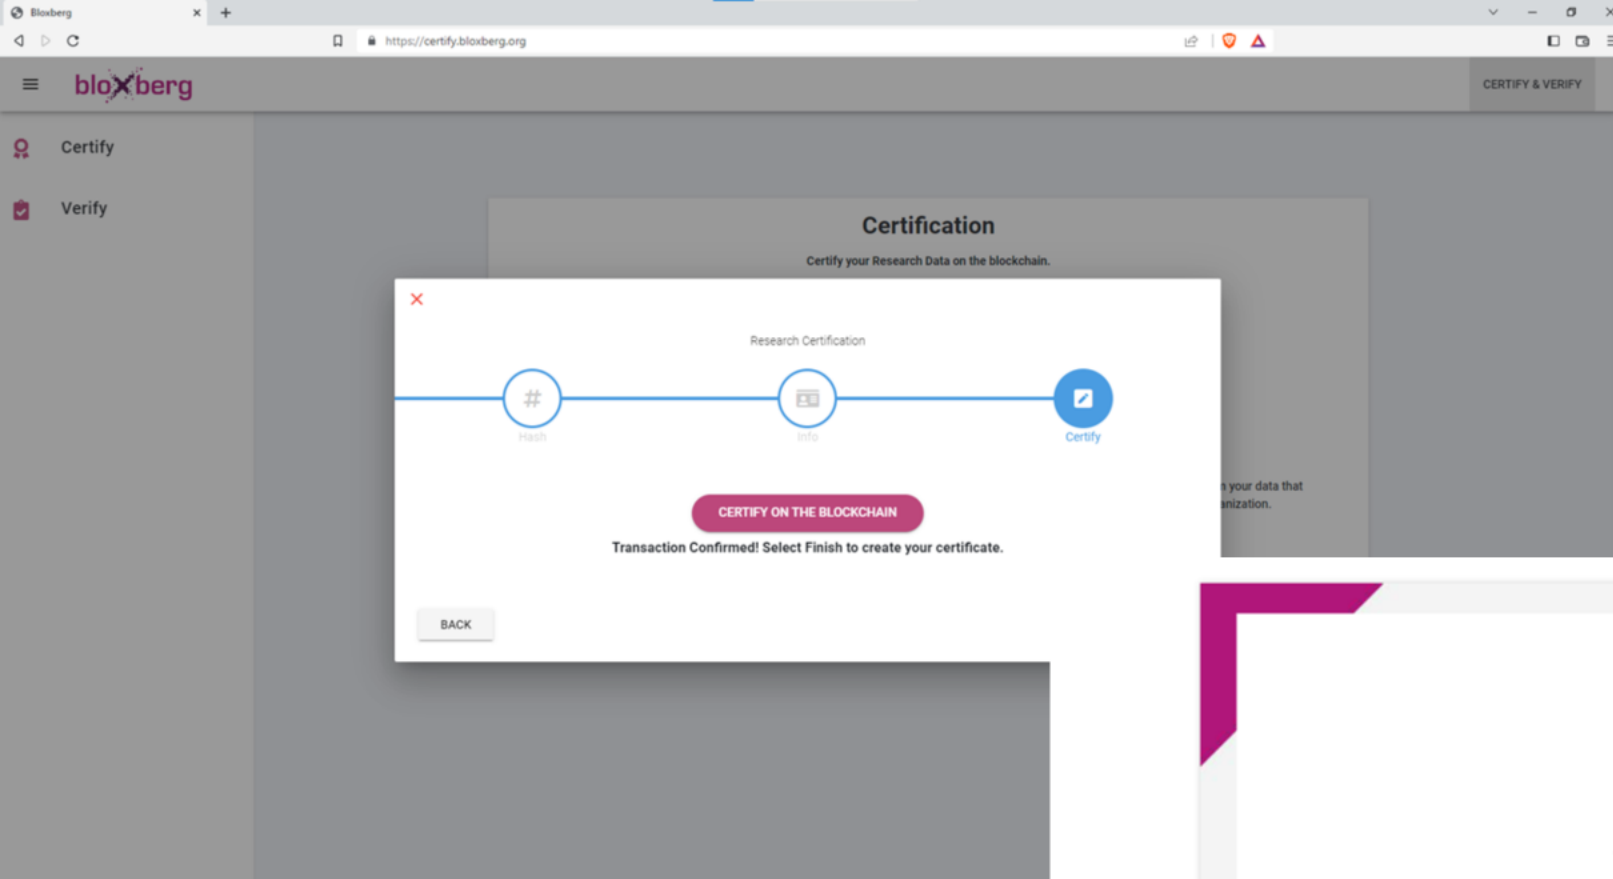 Bloxberg
https://certify.bloxberg.org
bloxberg
CERTIFY & VERIFY
Certify
Verify
Certification
Certify your Research Data on the blockchain.
Research Certification
#
Hash
Info
Certify
n your data that
anization.
CERTIFY ON THE BLOCKCHAIN
Transaction Confirmed! Select Finish to create your certificate.
BACK